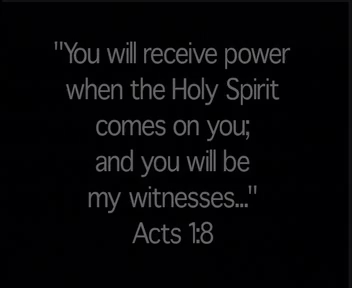 "You will receive power
when the Holy Spirit
comes on you;
and you will be
my witnesses..."
Acts 1:8